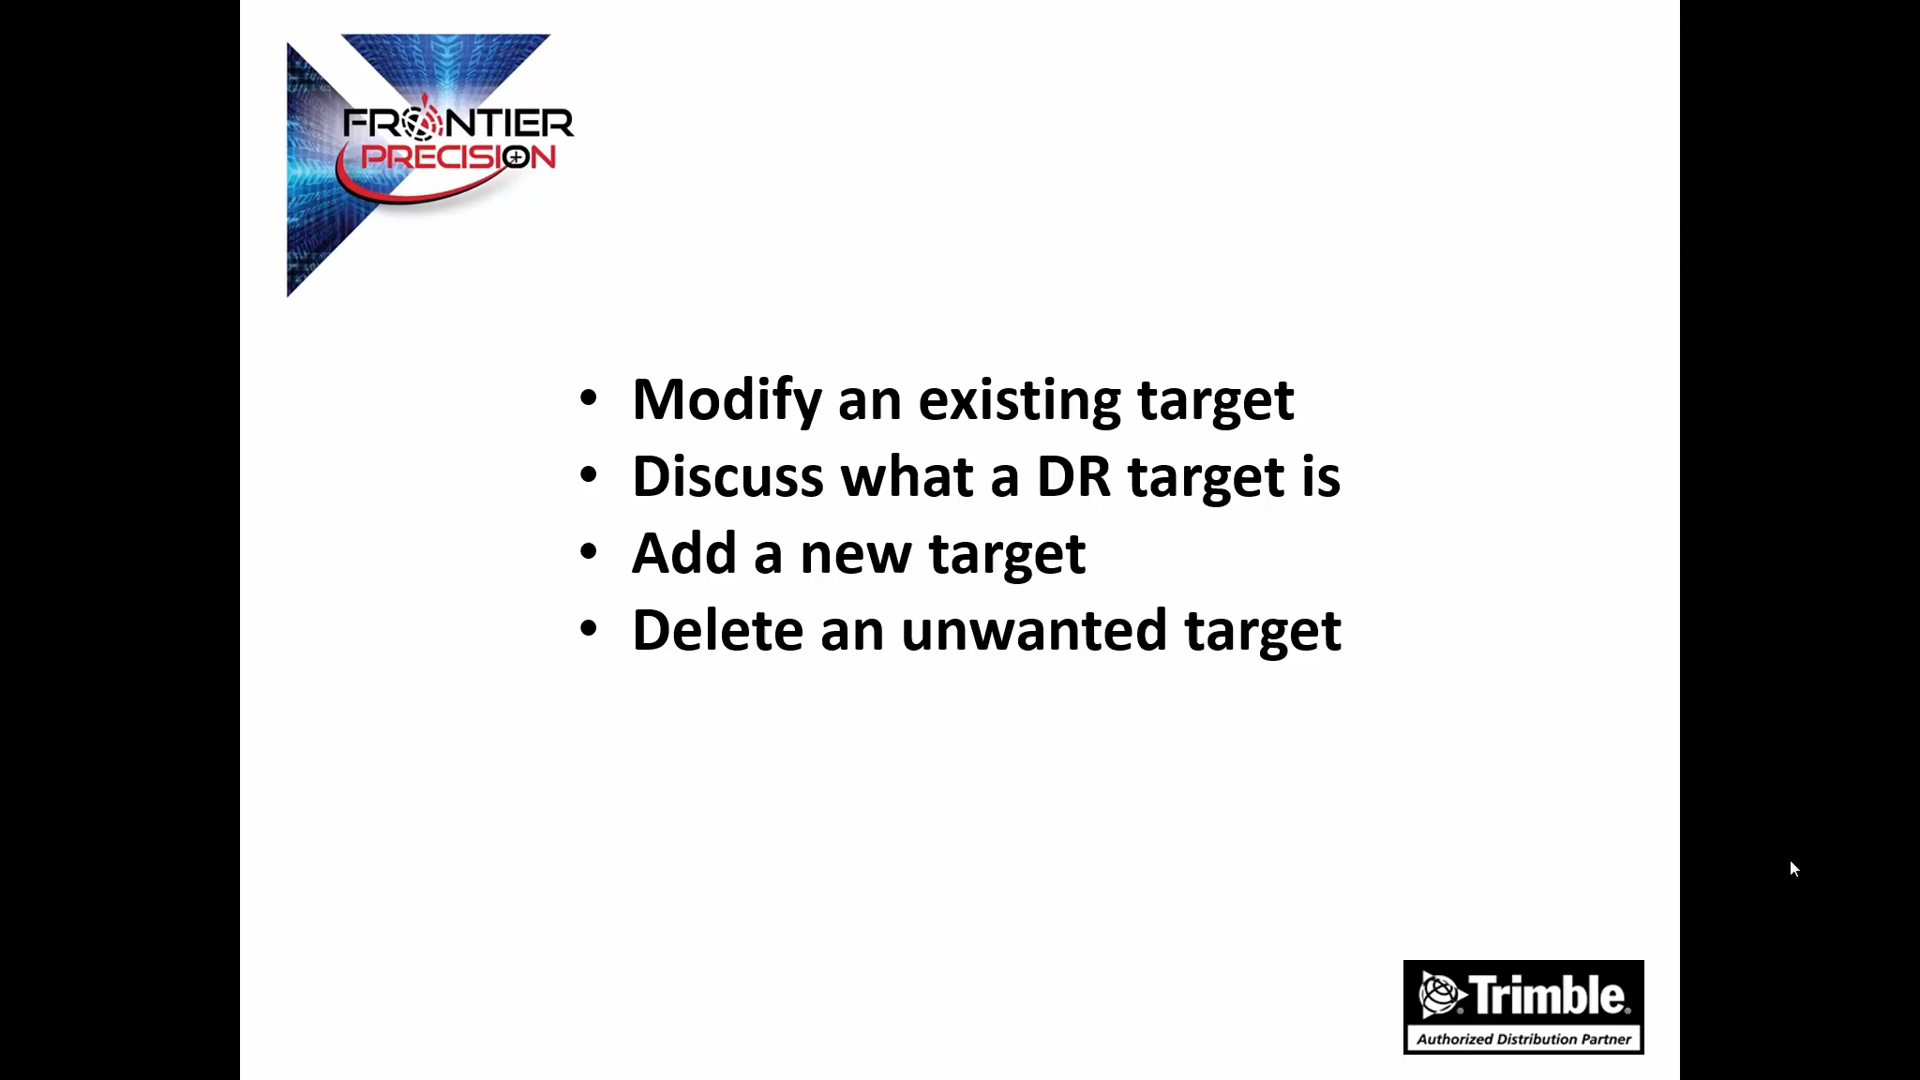 FRONTIER
PRECISION
• Modify an existing target
• Discuss what a DR target is
• Add a new target
• Delete an unwanted target
Trimble
Authorized Distribution Partner